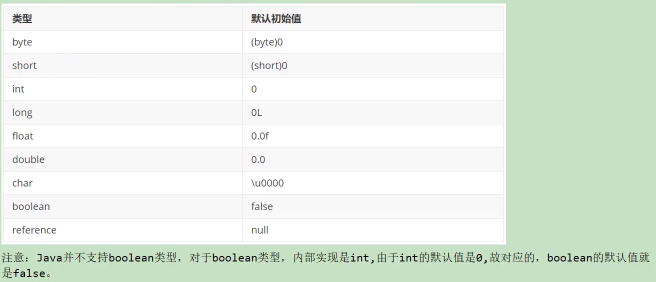 类型 默认初始值
byte (byte)0
short (short)0
int 0
long 0L
float 0.0f
double 0.0
char \u0000
boolean false
reference null
注意：Java并不支持boolean类型，对于boolean类型，内部实现是int,由于int的默认值是0,故对应的，boolean的默认值就
是false。